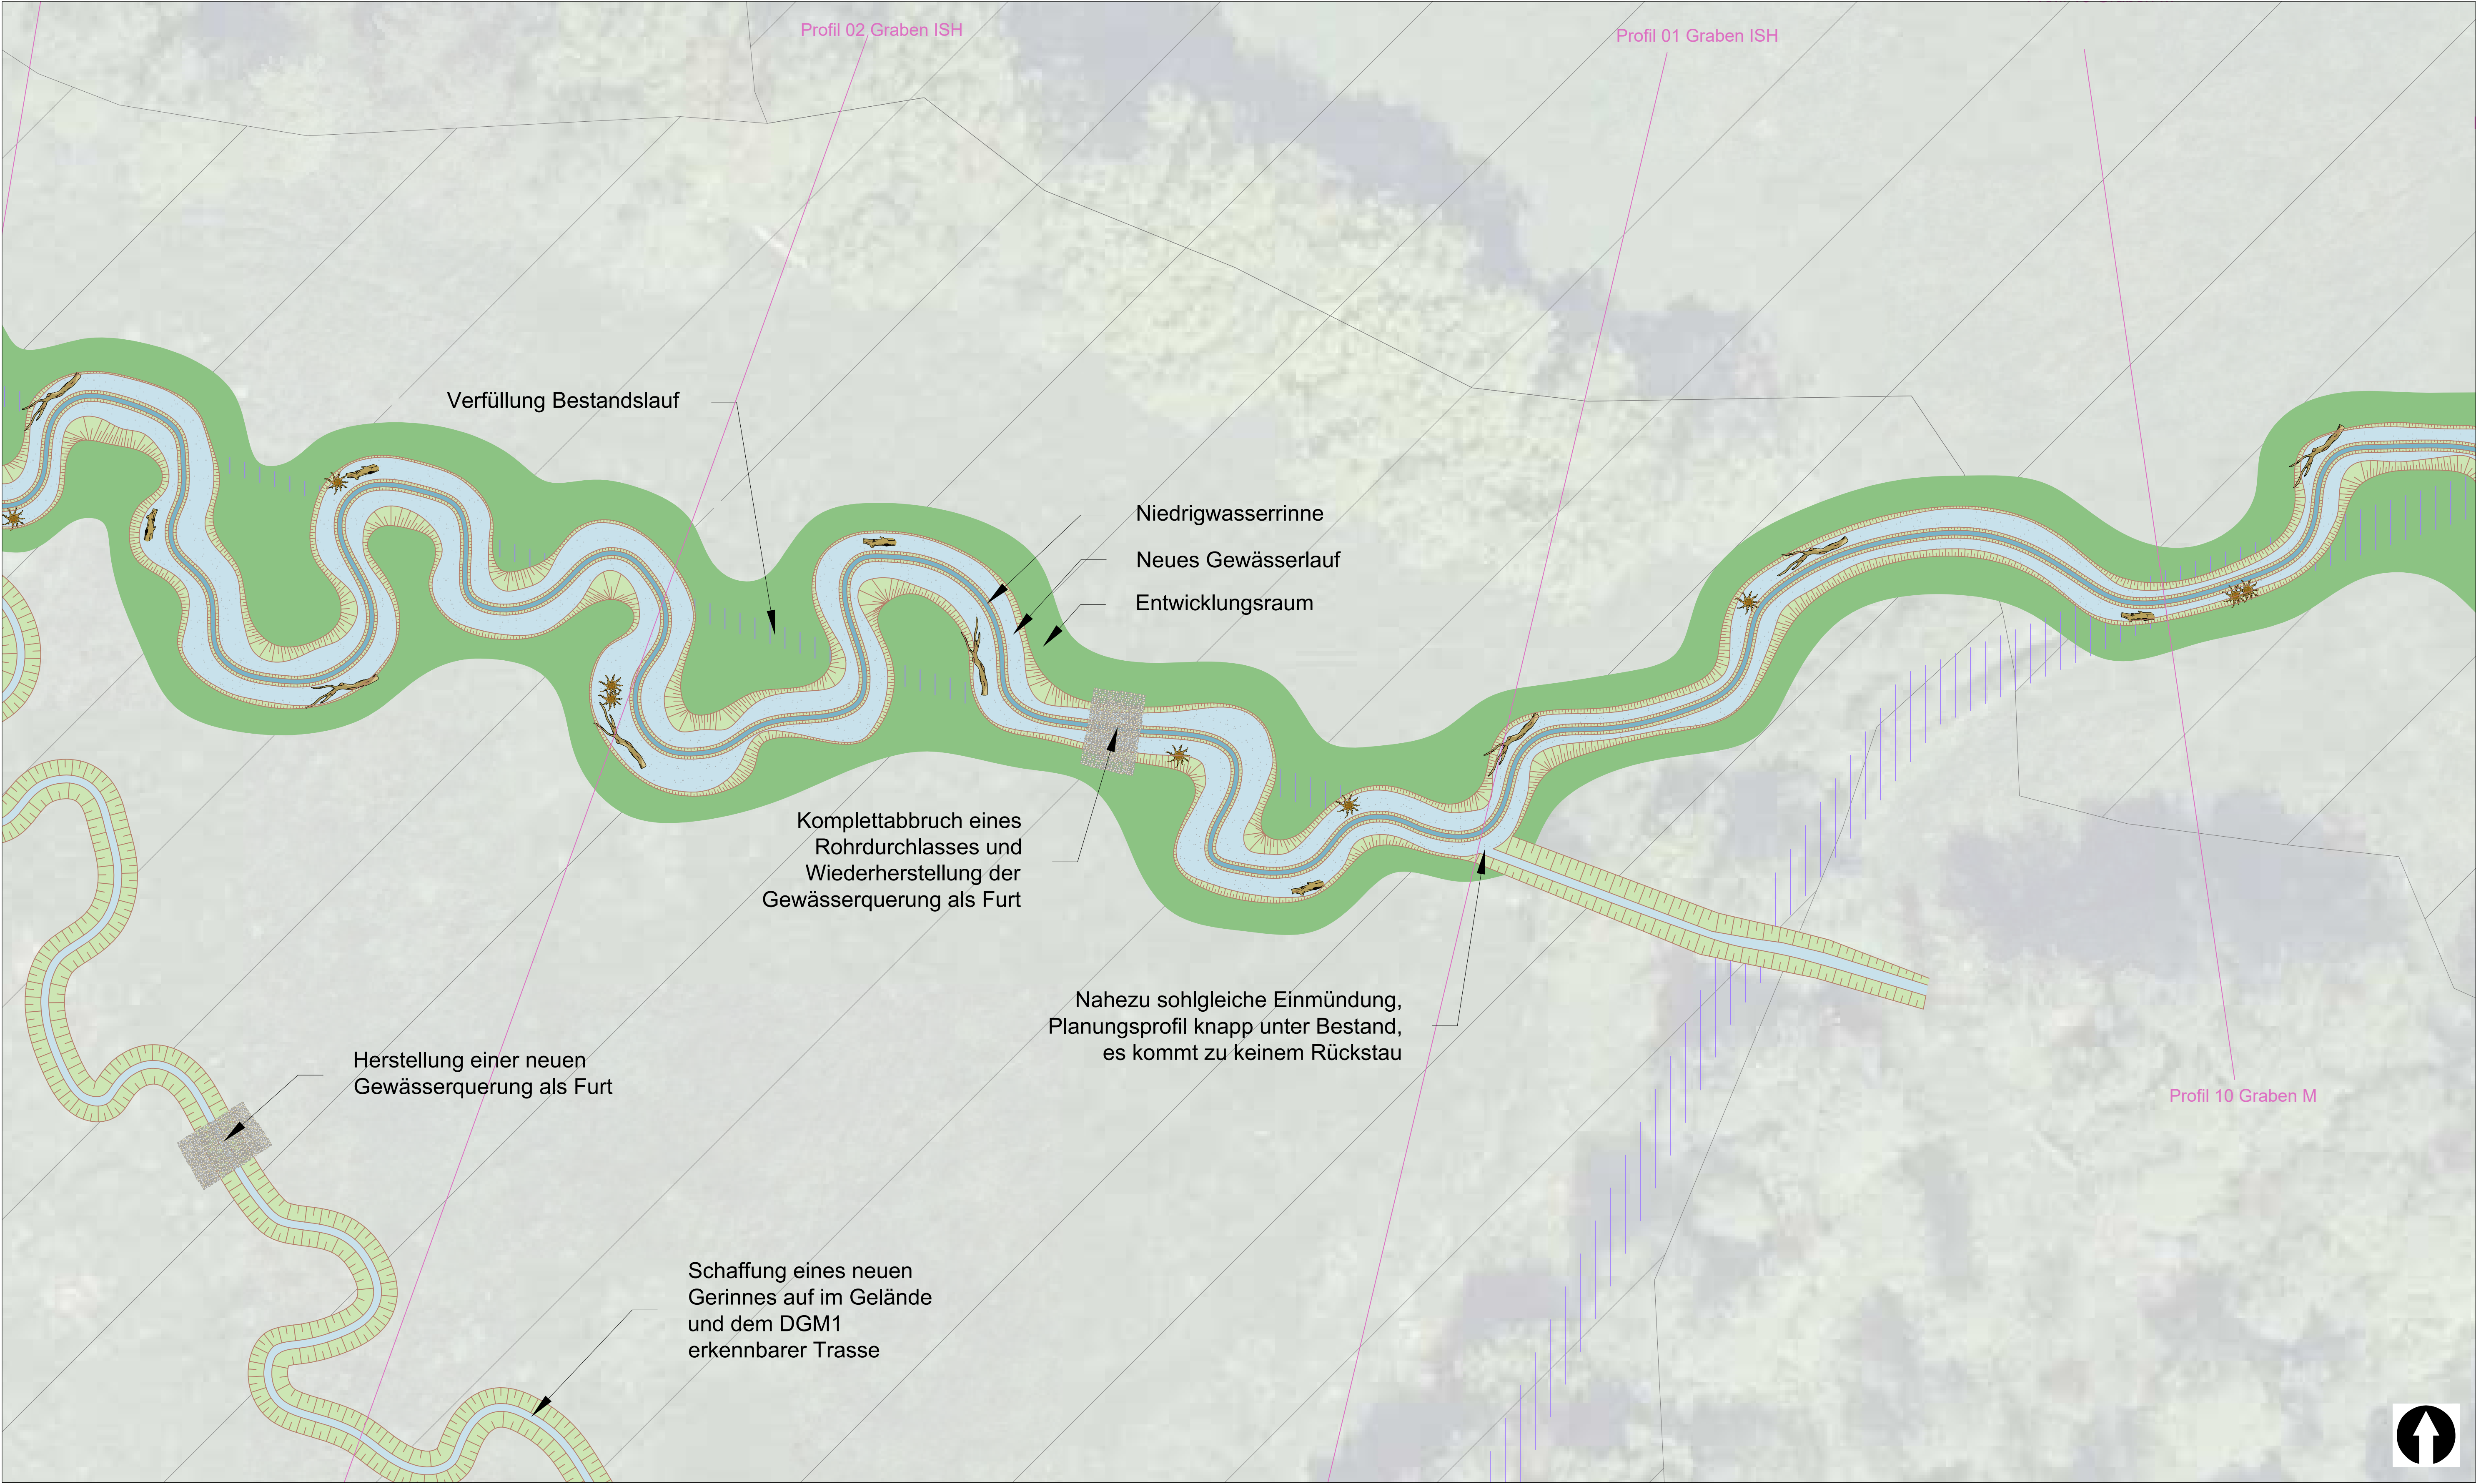 Profil 02 Graben ISH
Profil 01 Graben ISH
Verfüllung Bestandslauf
Niedrigwasserrinne
Neues Gewässerlauf
Entwicklungsraum
Komplettabbruch eines
Rohrdurchlasses und
Wiederherstellung der
Gewässerquerung als Furt
Nahezu sohlgleiche Einmündung,
Planungsprofil knapp unter Bestand,
es kommt zu keinem Rückstau
Herstellung einer neuen
Gewässerquerung als Furt
Profil 10 Graben M
Schaffung eines neuen
Gerinnes auf im Gelände
und dem DGM1
erkennbarer Trasse